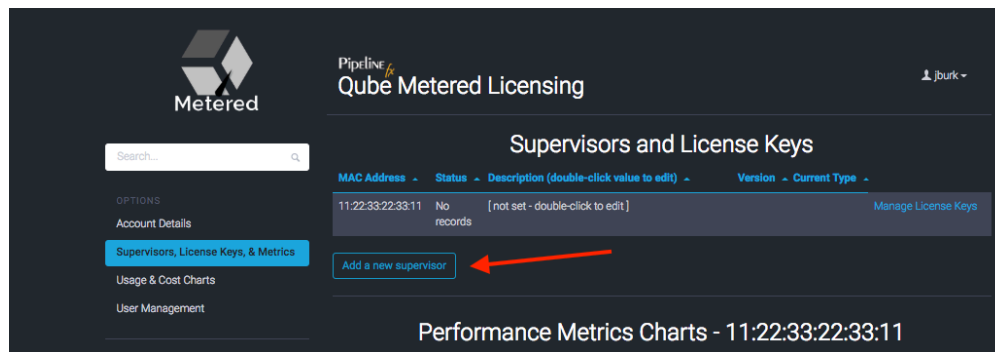 Metered
Search...
OPTIONS
Account Details
Supervisors, License Keys, & Metrics
Usage & Cost Charts
User Management
PipelineFX
Qube Metered Licensing
jburk
Supervisors and License Keys
MAC Address Status Description (double-click value to edit) Version Current Type
11:22:33:22:33:11 No records [ not set - double-click to edit ] Manage License Keys
Add a new supervisor
Performance Metrics Charts - 11:22:33:22:33:11